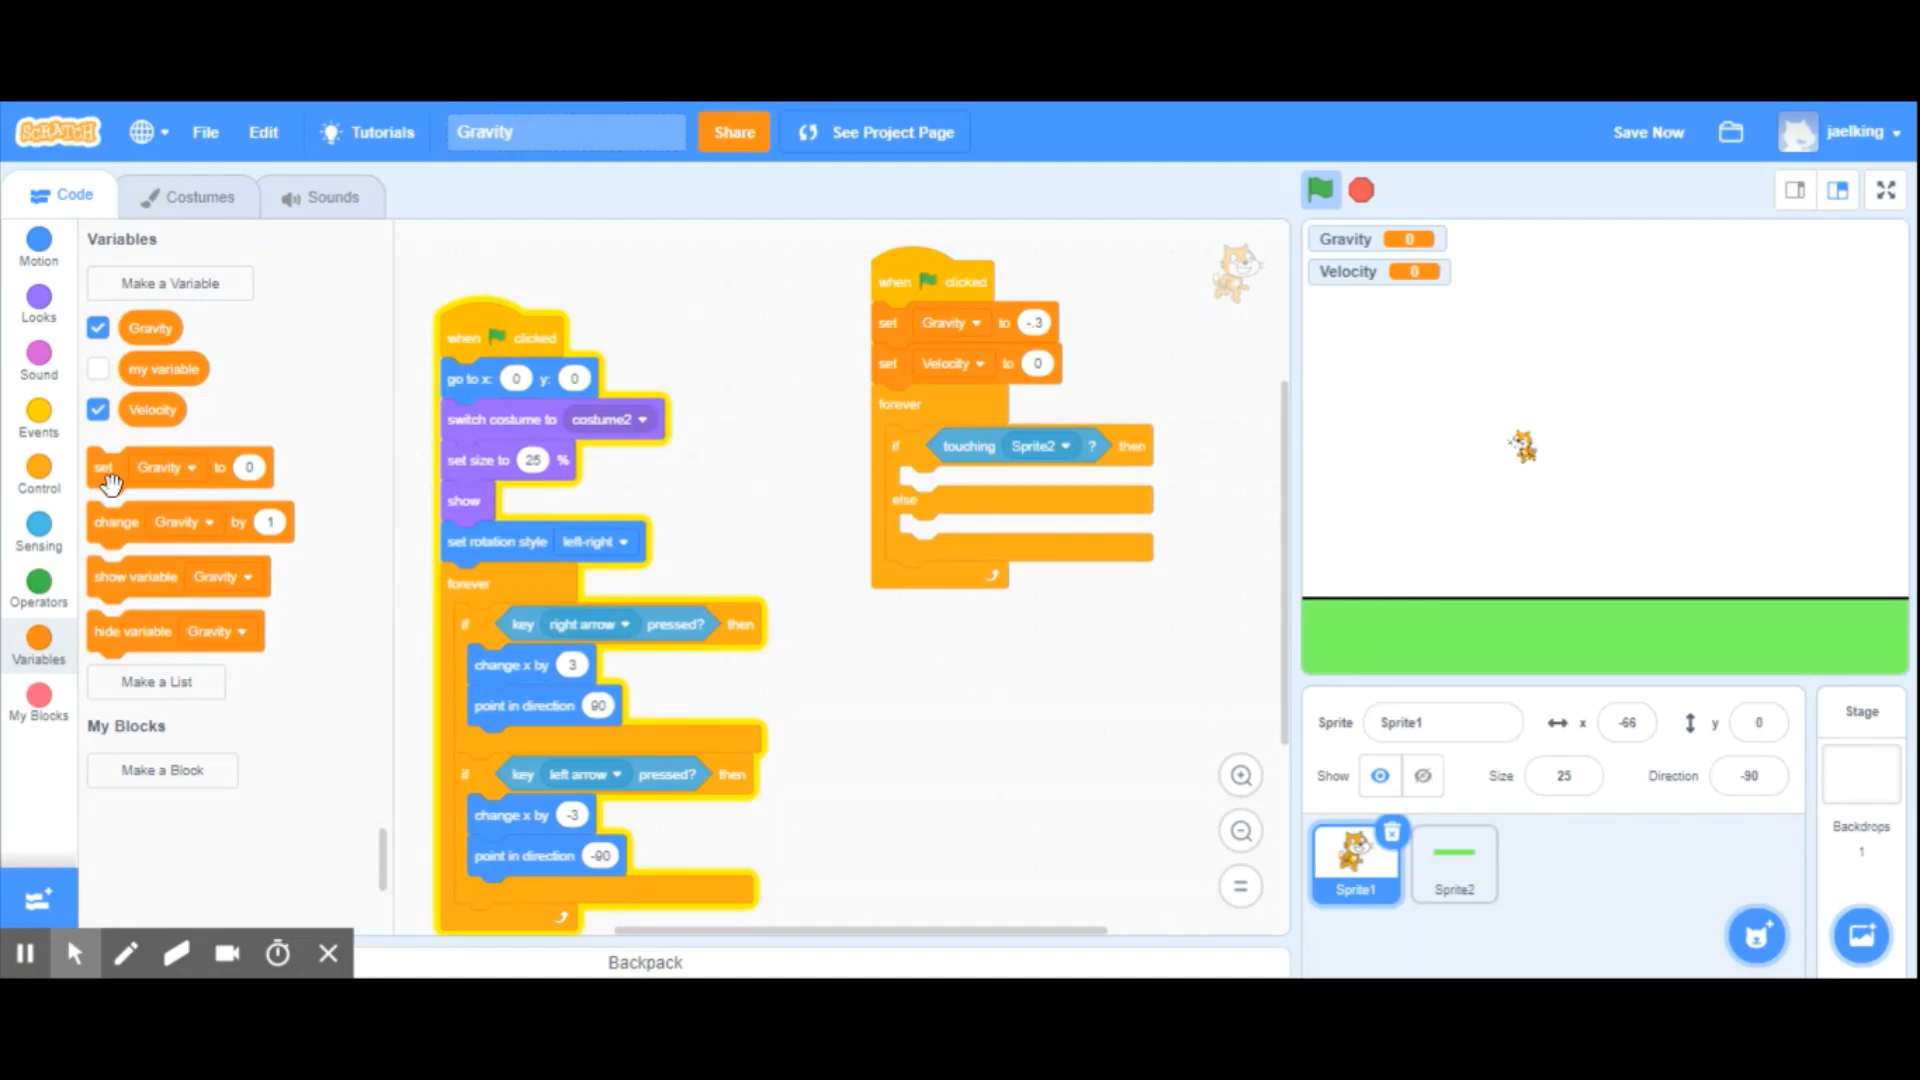 SCRATCH File Edit Tutorials Gravity Share See Project Page Save Now jaelking
Code Costumes Sounds
Motion
Looks
Sound
Events
Control
Sensing
Operators
Variables
My Blocks
Variables
Make a Variable
Gravity
my variable
Velocity
set Gravity to 0
change Gravity by 1
show variable Gravity
hide variable Gravity
Make a List
My Blocks
Make a Block
when clicked
go to x: 0 y: 0
switch costume to costume2
set size to 25 %
show
set rotation style left-right
forever
if key right arrow pressed? then
change x by 3
point in direction 90
if key left arrow pressed? then
change x by -3
point in direction -90
when clicked
set Gravity to -.3
set Velocity to 0
forever
if touching Sprite2 ? then
else
Backpack
Gravity 0
Velocity 0
Sprite Sprite1 x -66 y 0
Show Size 25 Direction -90
Sprite1 Sprite2
Stage
Backdrops
1